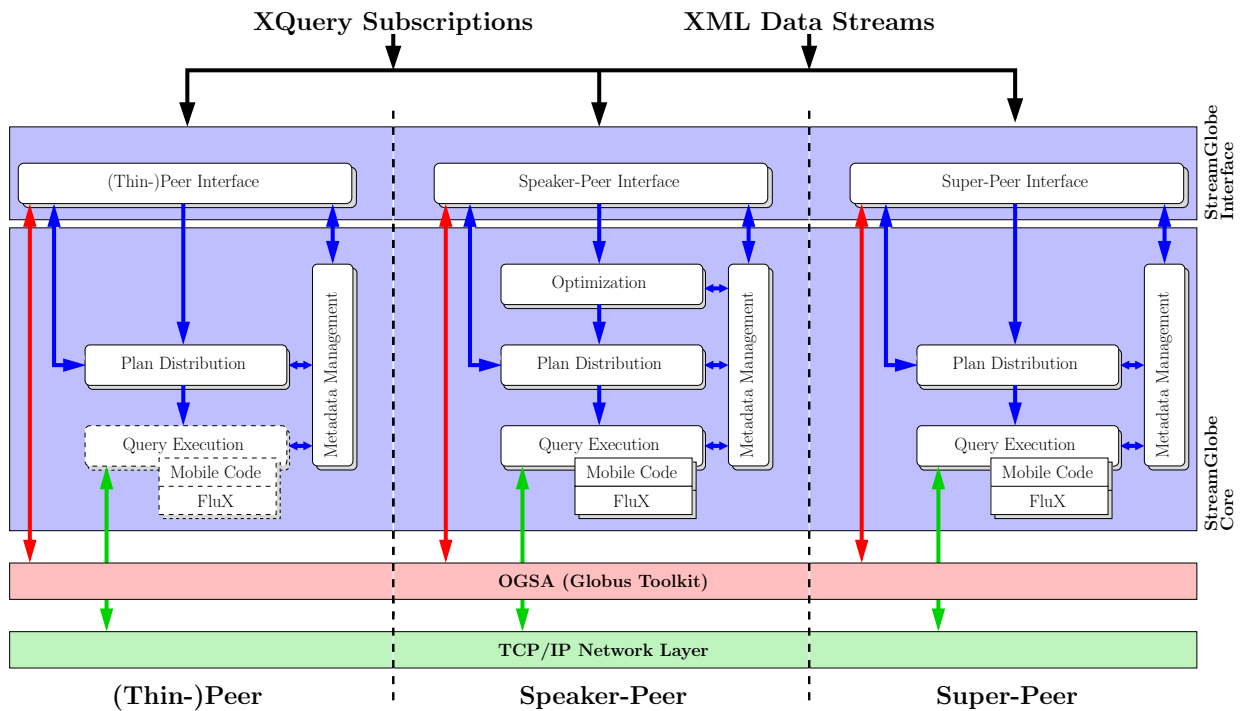 XQuery Subscriptions
XML Data Streams
StreamGlobe
Interface
(Thin-)Peer Interface
Speaker-Peer Interface
Super-Peer Interface
Optimization
Plan Distribution
Metadata Management
Plan Distribution
Metadata Management
Plan Distribution
Metadata Management
Query Execution
Mobile Code
FluX
Query Execution
Mobile Code
FluX
Query Execution
Mobile Code
FluX
StreamGlobe
Core
OGSA (Globus Toolkit)
TCP/IP Network Layer
(Thin-)Peer
Speaker-Peer
Super-Peer